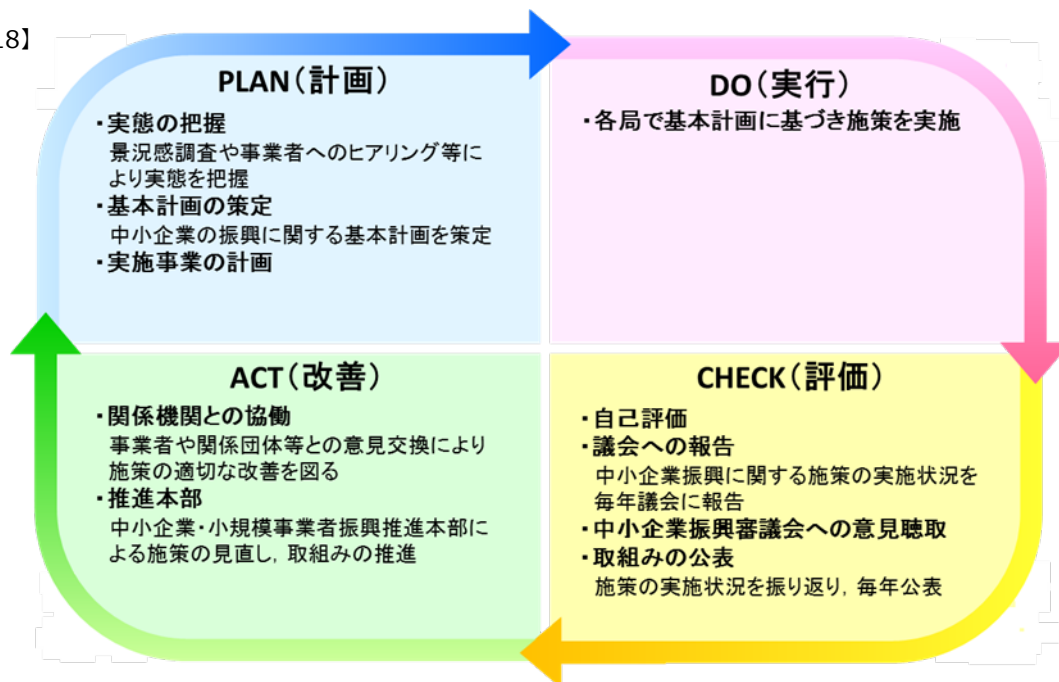 .8】
PLAN(計画)
・実態の把握
景況感調査や事業者へのヒアリング等に
より実態を把握
・基本計画の策定
中小企業の振興に関する基本計画を策定
・実施事業の計画
DO(実行)
・各局で基本計画に基づき施策を実施
ACT(改善)
・関係機関との協働
事業者や関係団体等との意見交換により
施策の適切な改善を図る
・推進本部
中小企業・小規模事業者振興推進本部に
よる施策の見直し，取組みの推進
CHECK(評価)
・自己評価
・議会への報告
中小企業振興に関する施策の実施状況を
毎年議会に報告
・中小企業振興審議会への意見聴取
・取組みの公表
施策の実施状況を振り返り，毎年公表